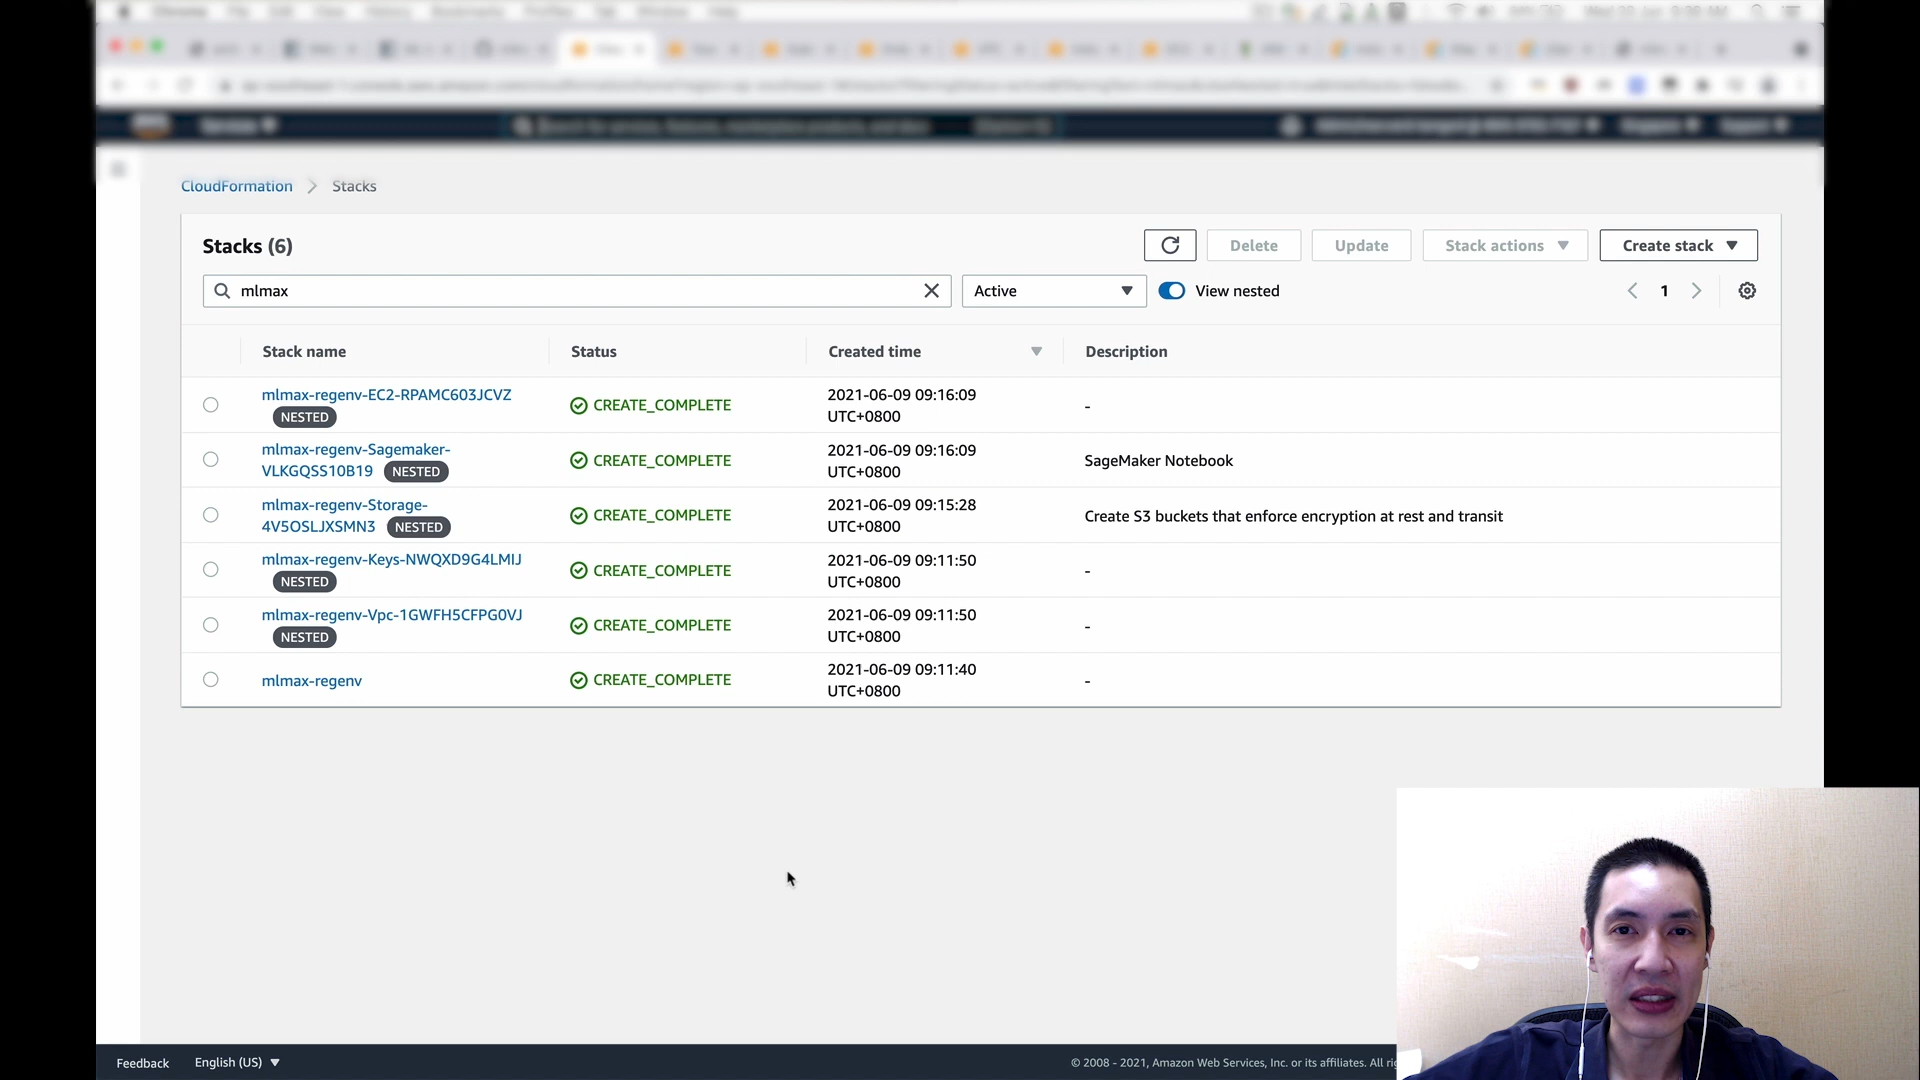 CloudFormation > Stacks
Stacks (6)
Delete
Update
Stack actions
Create stack
mlmax
Active
View nested
1
Stack name
Status
Created time
Description
mlmax-regenv-EC2-RPAMC603JCVZ
NESTED
CREATE_COMPLETE
2021-06-09 09:16:09
UTC+0800
-
mlmax-regenv-Sagemaker-
VLKGQSS10B19 NESTED
CREATE_COMPLETE
2021-06-09 09:16:09
UTC+0800
SageMaker Notebook
mlmax-regenv-Storage-
4V5OSLJXSMN3 NESTED
CREATE_COMPLETE
2021-06-09 09:15:28
UTC+0800
Create S3 buckets that enforce encryption at rest and transit
mlmax-regenv-Keys-NWQXD9G4LMIJ
NESTED
CREATE_COMPLETE
2021-06-09 09:11:50
UTC+0800
-
mlmax-regenv-Vpc-1GWFH5CFPG0VJ
NESTED
CREATE_COMPLETE
2021-06-09 09:11:50
UTC+0800
-
mlmax-regenv
CREATE_COMPLETE
2021-06-09 09:11:40
UTC+0800
-
Feedback
English (US)
© 2008 - 2021, Amazon Web Services, Inc. or its affiliates. All